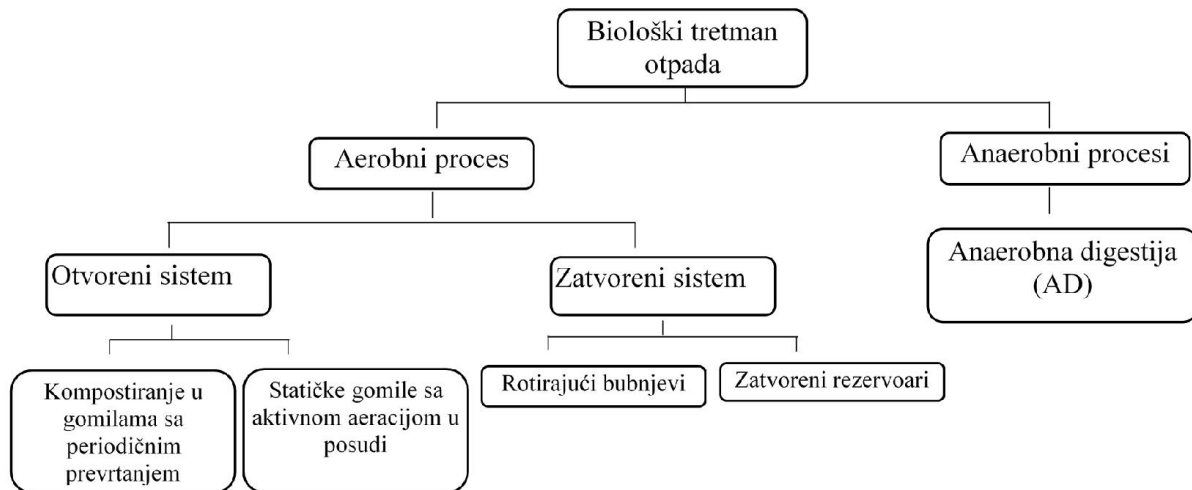 Biološki tretman
otpada
Aerobni proces
Anaerobni procesi
Otvoreni sistem
Zatvoreni sistem
Anaerobna digestija
(AD)
Kompostiranje u
gomilama sa
periodičnim
prevrtanjem
Statičke gomile sa
aktivnom aeracijom u
posudi
Rotirajući bubnjevi
Zatvoreni rezervoari